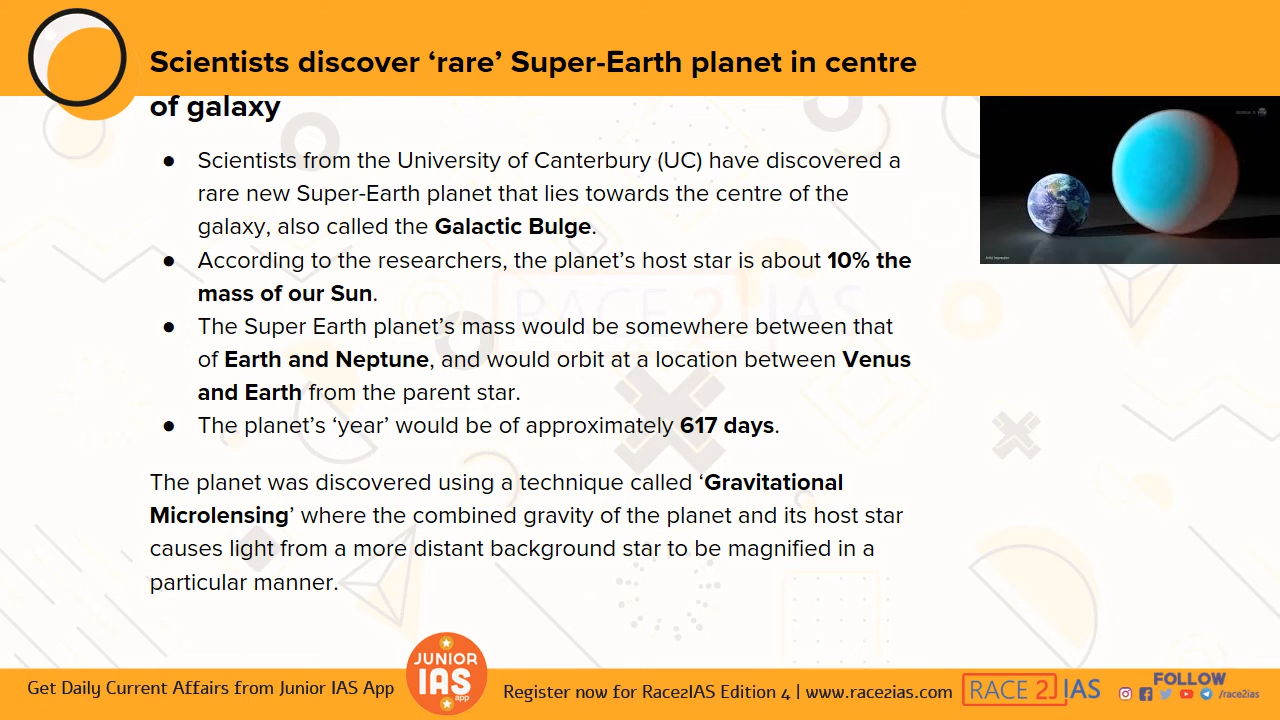 Scientists discover ‘rare’ Super-Earth planet in centre
of galaxy
● Scientists from the University of Canterbury (UC) have discovered a
rare new Super-Earth planet that lies towards the centre of the
galaxy, also called the Galactic Bulge.
● According to the researchers, the planet’s host star is about 10% the
mass of our Sun.
● The Super Earth planet’s mass would be somewhere between that
of Earth and Neptune, and would orbit at a location between Venus
and Earth from the parent star.
● The planet’s ‘year’ would be of approximately 617 days.
The planet was discovered using a technique called ‘Gravitational
Microlensing’ where the combined gravity of the planet and its host star
causes light from a more distant background star to be magnified in a
particular manner.
RACE 2 IAS
Get Daily Current Affairs from Junior IAS App
JUNIOR
IAS
app
Register now for Race2IAS Edition 4 | www.race2ias.com
RACE 2 IAS
FOLLOW
/race2ias